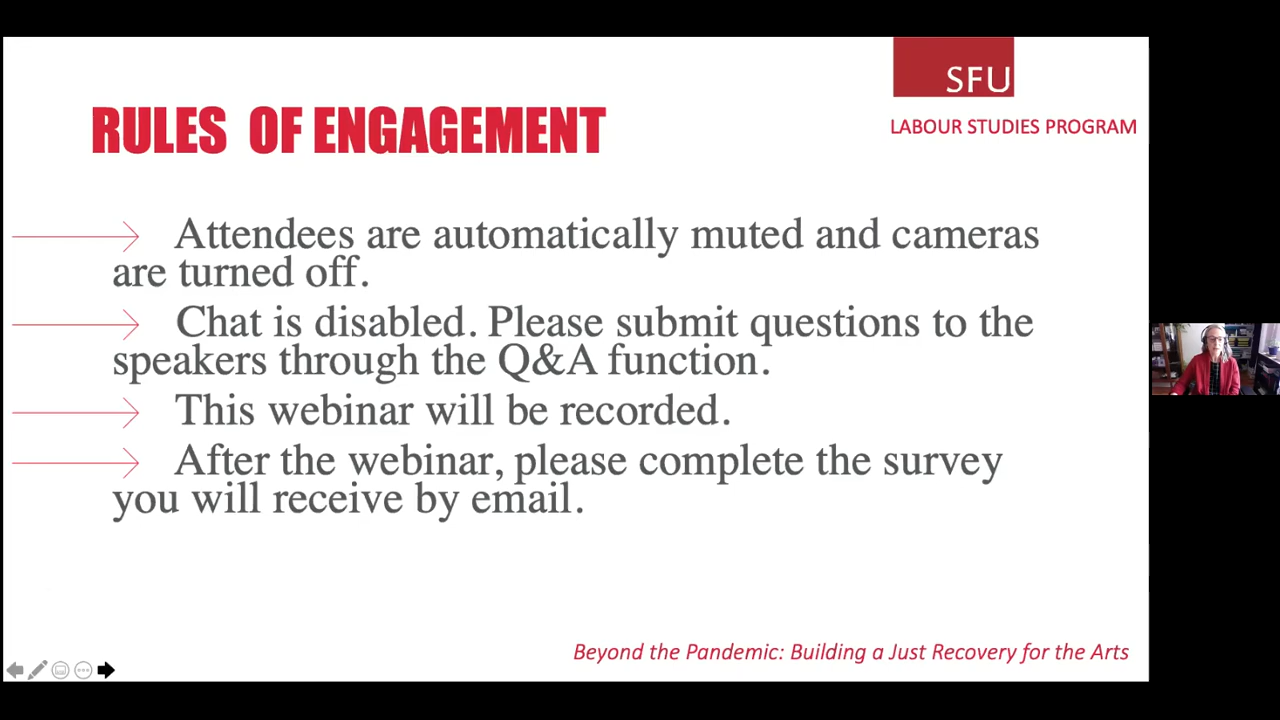 SFU
LABOUR STUDIES PROGRAM
RULES OF ENGAGEMENT
Attendees are automatically muted and cameras
are turned off.
Chat is disabled. Please submit questions to the
speakers through the Q&A function.
This webinar will be recorded.
After the webinar, please complete the survey
you will receive by email.
Beyond the Pandemic: Building a Just Recovery for the Arts